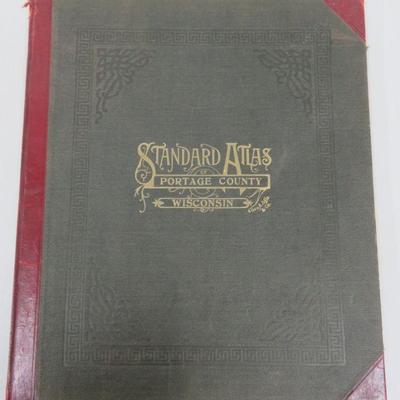 STANDARD ATLAS
OF
PORTAGE COUNTY
WISCONSIN